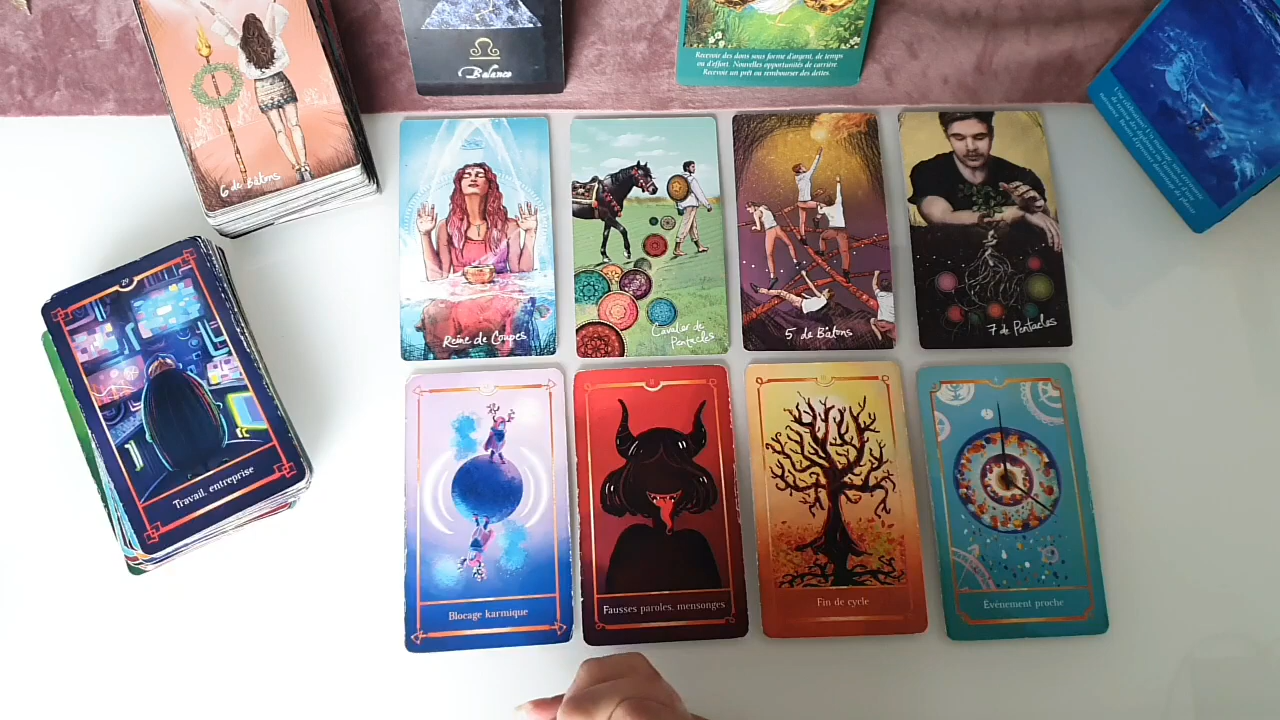 6 de Bâtons
Balance
Recevoir des dons sous forme d'argent, de temps
ou d'effort. Nouvelles opportunités de carrière.
Recevoir un prêt ou rembourser des dettes.
Reine de Coupes
Cavalier de
Pentacles
5 de Bâtons
7 de Pentacles
29
Travail, entreprise
Blocage karmique
Fausses paroles, mensonges
Fin de cycle
Événement proche